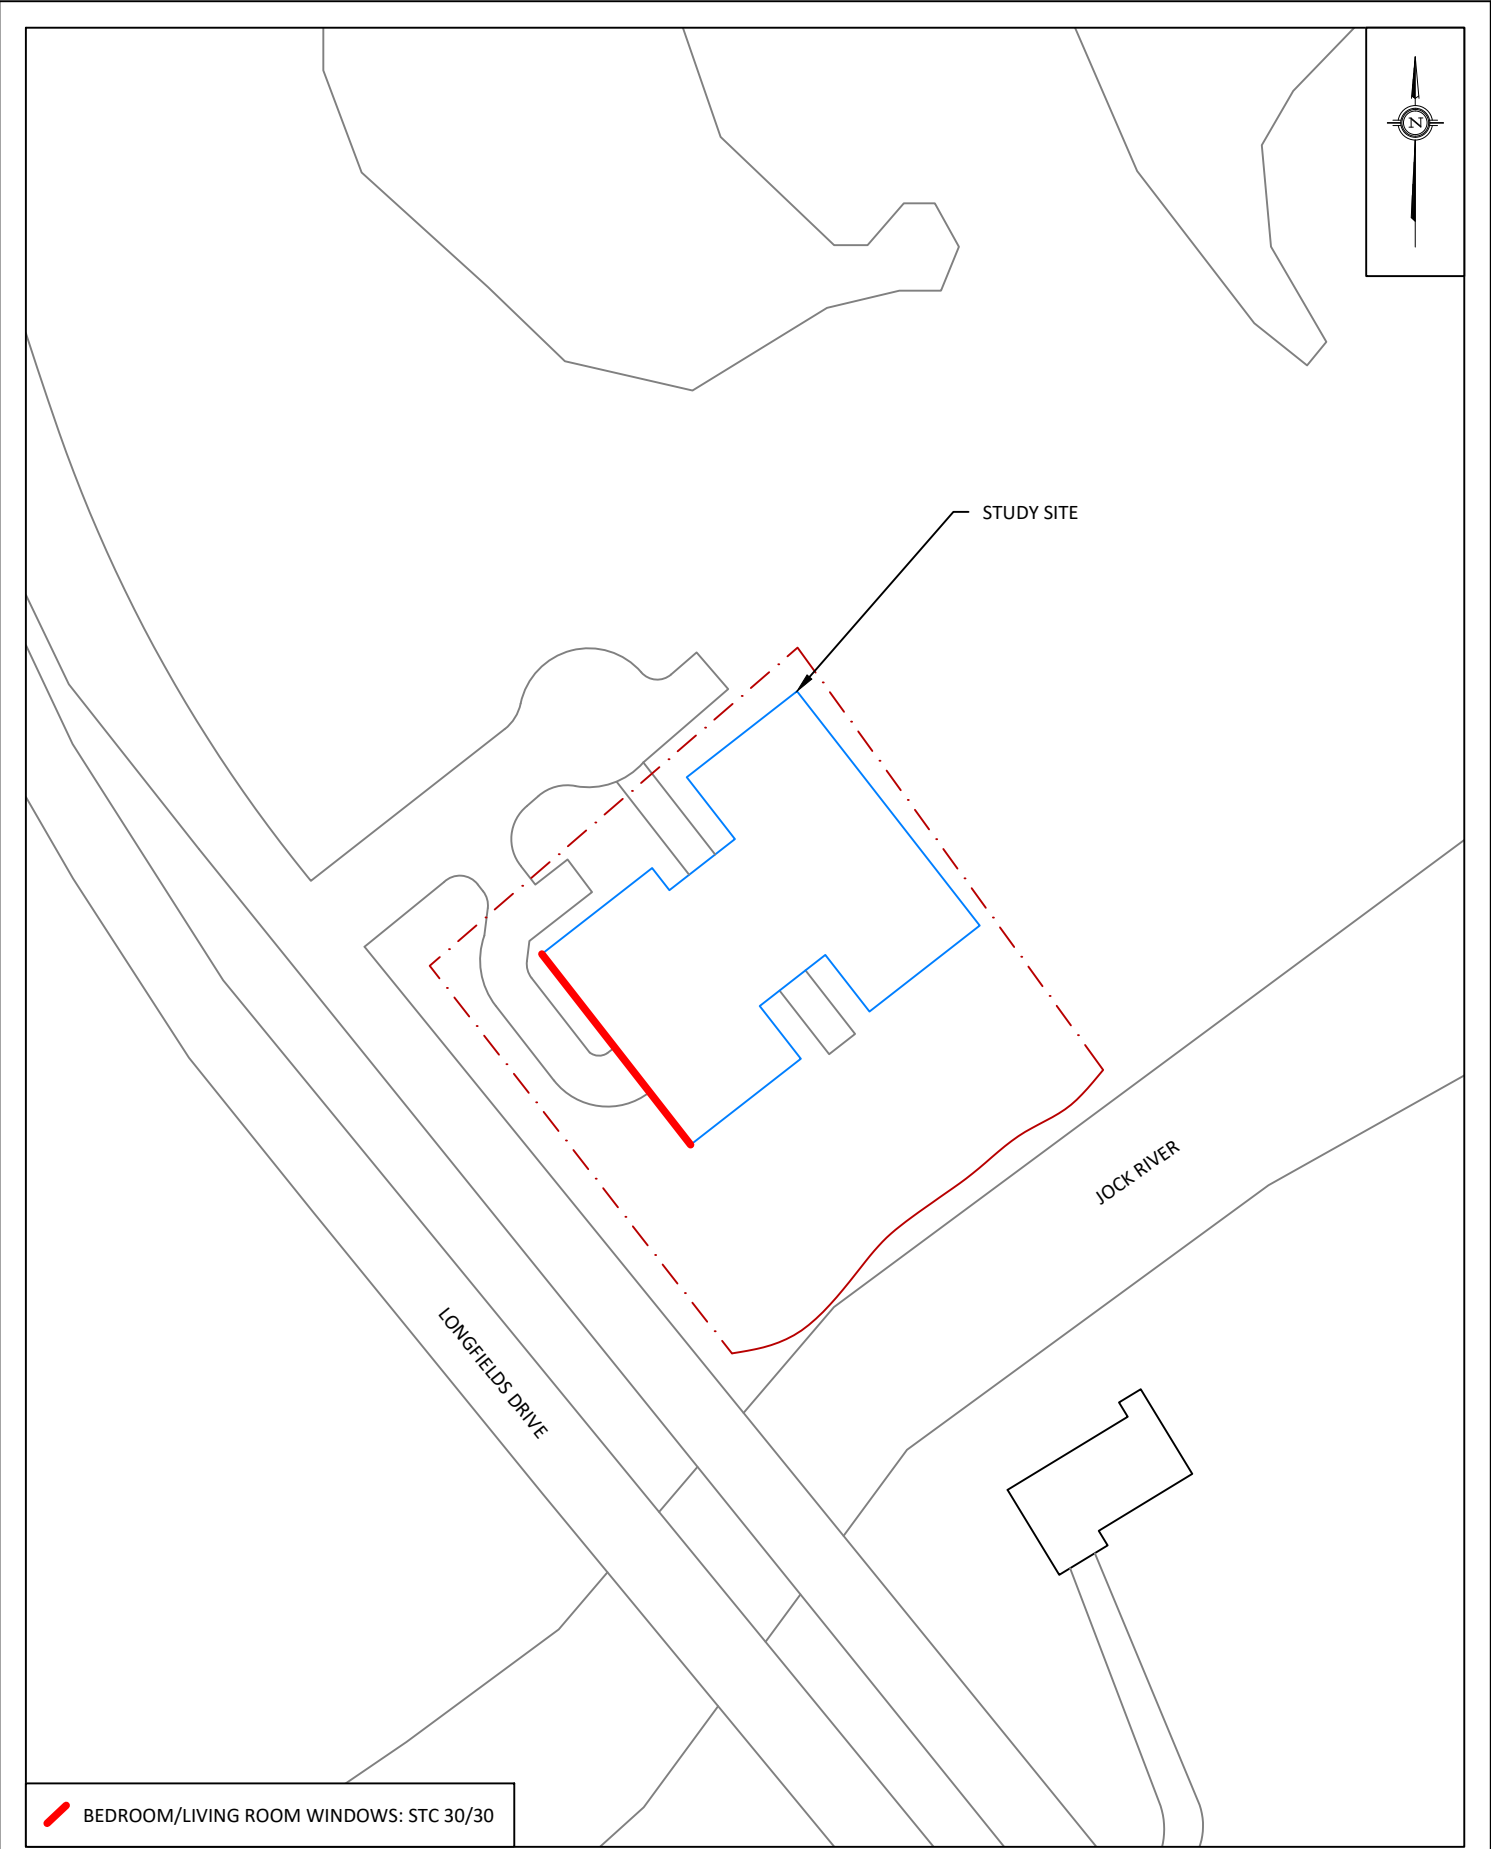 N
STUDY SITE
JOCK RIVER
LONGFIELDS DRIVE
BEDROOM/LIVING ROOM WINDOWS: STC 30/30